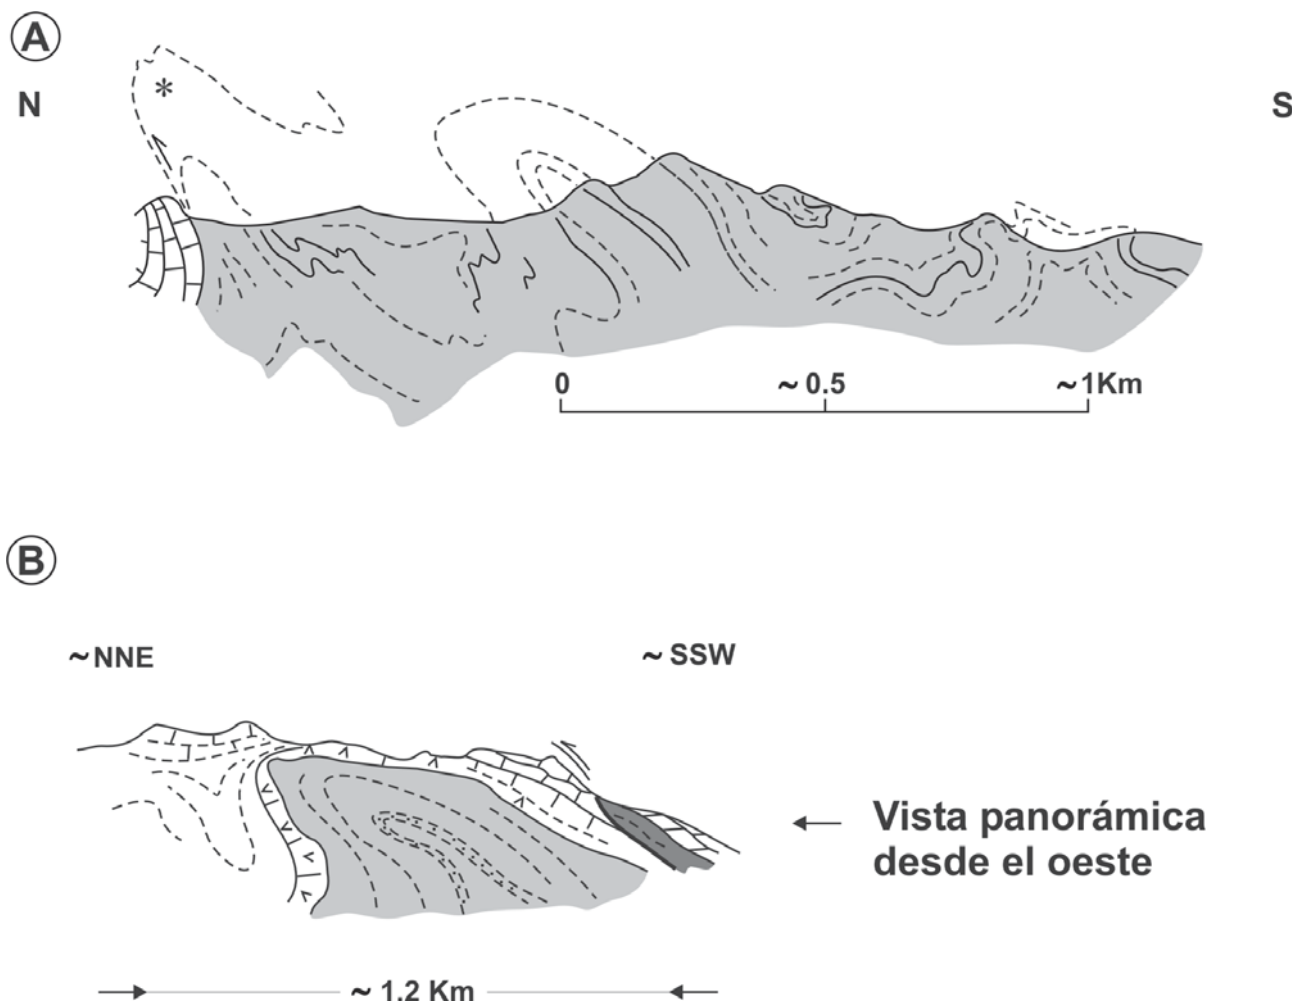 A
N
S
*
0 ~ 0.5 ~ 1Km
B
~ NNE ~ SSW
Vista panorámica
desde el oeste
~ 1.2 Km